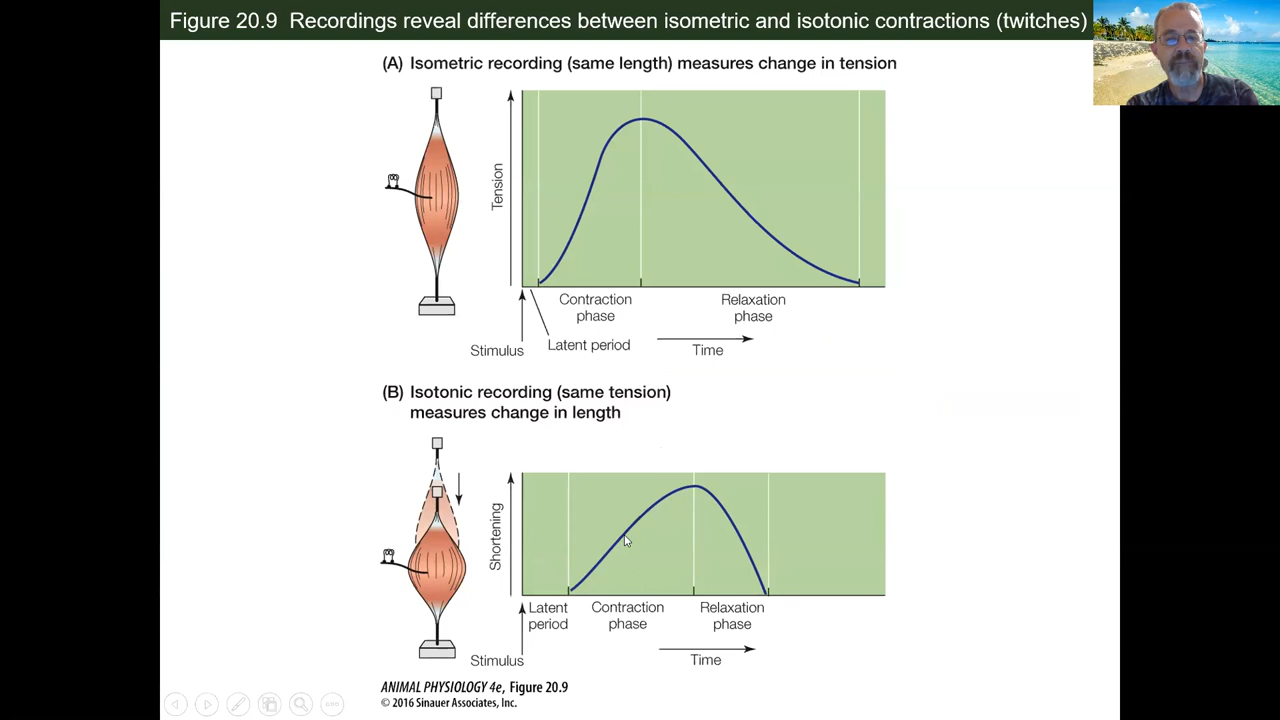 Figure 20.9 Recordings reveal differences between isometric and isotonic contractions (twitches)
(A) Isometric recording (same length) measures change in tension
Tension
Contraction
phase
Relaxation
phase
Latent period
Stimulus
Time
(B) Isotonic recording (same tension)
measures change in length
Shortening
Latent
period
Contraction
phase
Relaxation
phase
Stimulus
Time
ANIMAL PHYSIOLOGY 4e, Figure 20.9
© 2016 Sinauer Associates, Inc.